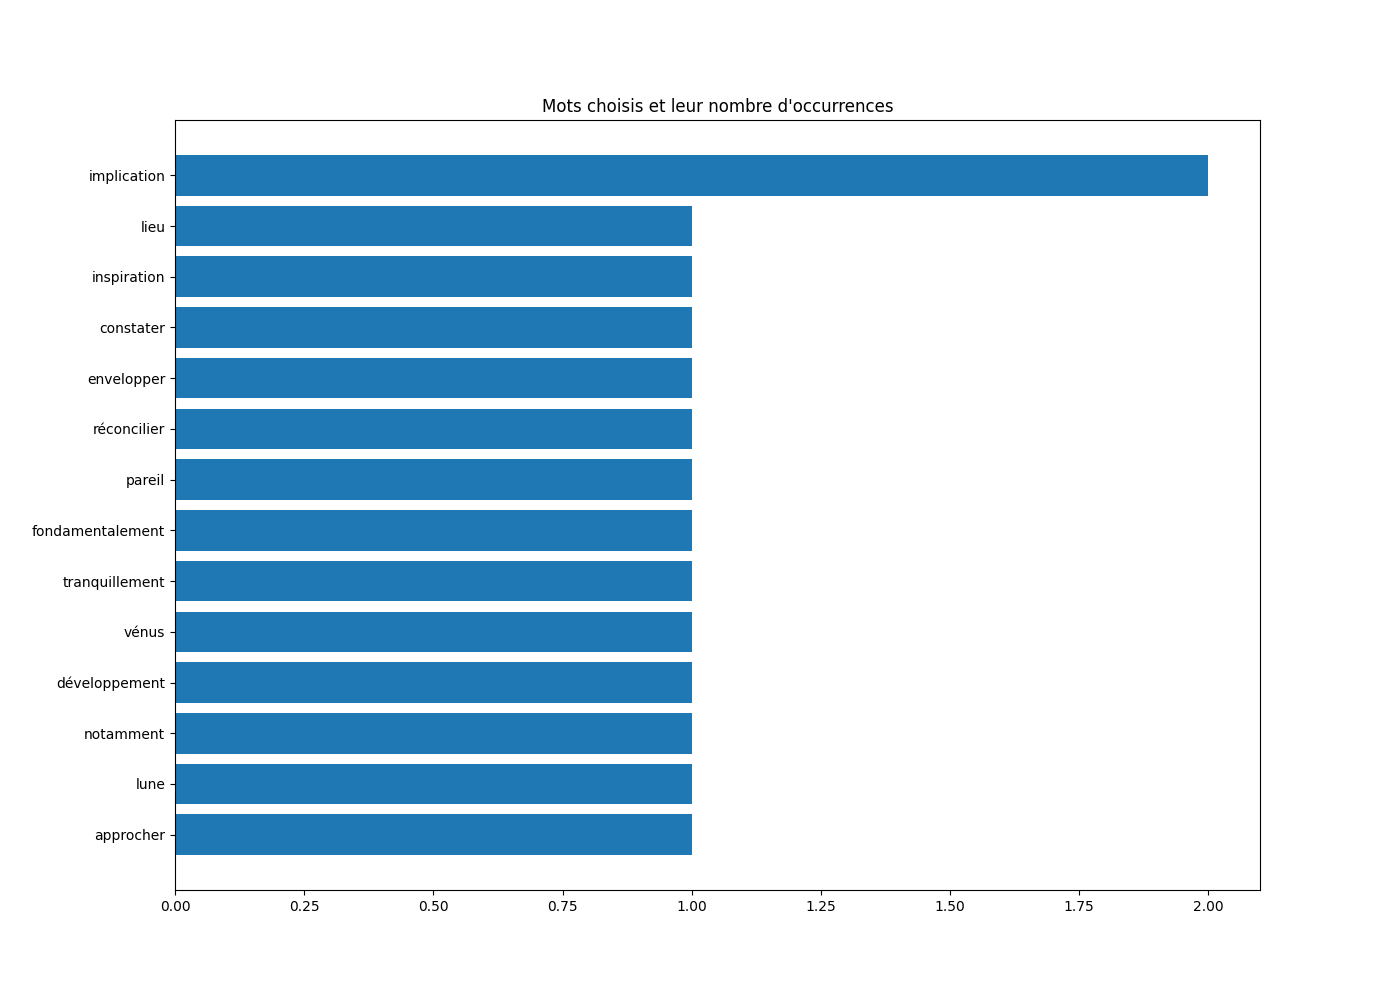 Mots choisis et leur nombre d'occurrences
implication
lieu
inspiration
constater
envelopper
réconcilier
pareil
fondamentalement
tranquillement
vénus
développement
notamment
lune
approcher
0.00 0.25 0.50 0.75 1.00 1.25 1.50 1.75 2.00